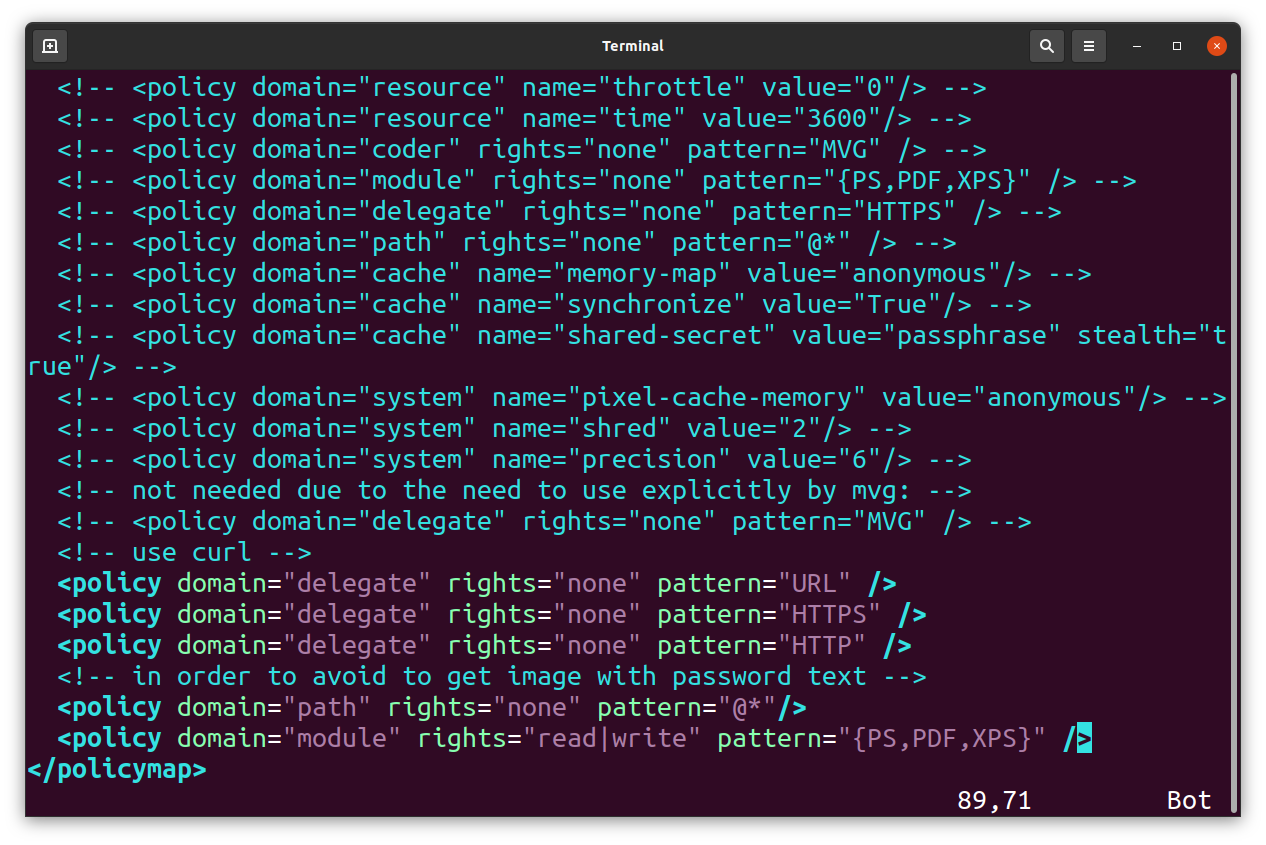 Terminal
<!-- <policy domain="resource" name="throttle" value="0"/> -->
<!-- <policy domain="resource" name="time" value="3600"/> -->
<!-- <policy domain="coder" rights="none" pattern="MVG" /> -->
<!-- <policy domain="module" rights="none" pattern="{PS,PDF,XPS}" /> -->
<!-- <policy domain="delegate" rights="none" pattern="HTTPS" /> -->
<!-- <policy domain="path" rights="none" pattern="@*" /> -->
<!-- <policy domain="cache" name="memory-map" value="anonymous"/> -->
<!-- <policy domain="cache" name="synchronize" value="True"/> -->
<!-- <policy domain="cache" name="shared-secret" value="passphrase" stealth="t
rue"/> -->
<!-- <policy domain="system" name="pixel-cache-memory" value="anonymous"/> -->
<!-- <policy domain="system" name="shred" value="2"/> -->
<!-- <policy domain="system" name="precision" value="6"/> -->
<!-- not needed due to the need to use explicitly by mvg: -->
<!-- <policy domain="delegate" rights="none" pattern="MVG" /> -->
<!-- use curl -->
<policy domain="delegate" rights="none" pattern="URL" />
<policy domain="delegate" rights="none" pattern="HTTPS" />
<policy domain="delegate" rights="none" pattern="HTTP" />
<!-- in order to avoid to get image with password text -->
<policy domain="path" rights="none" pattern="@*"/>
<policy domain="module" rights="read|write" pattern="{PS,PDF,XPS}" />
</policymap>
89,71 Bot